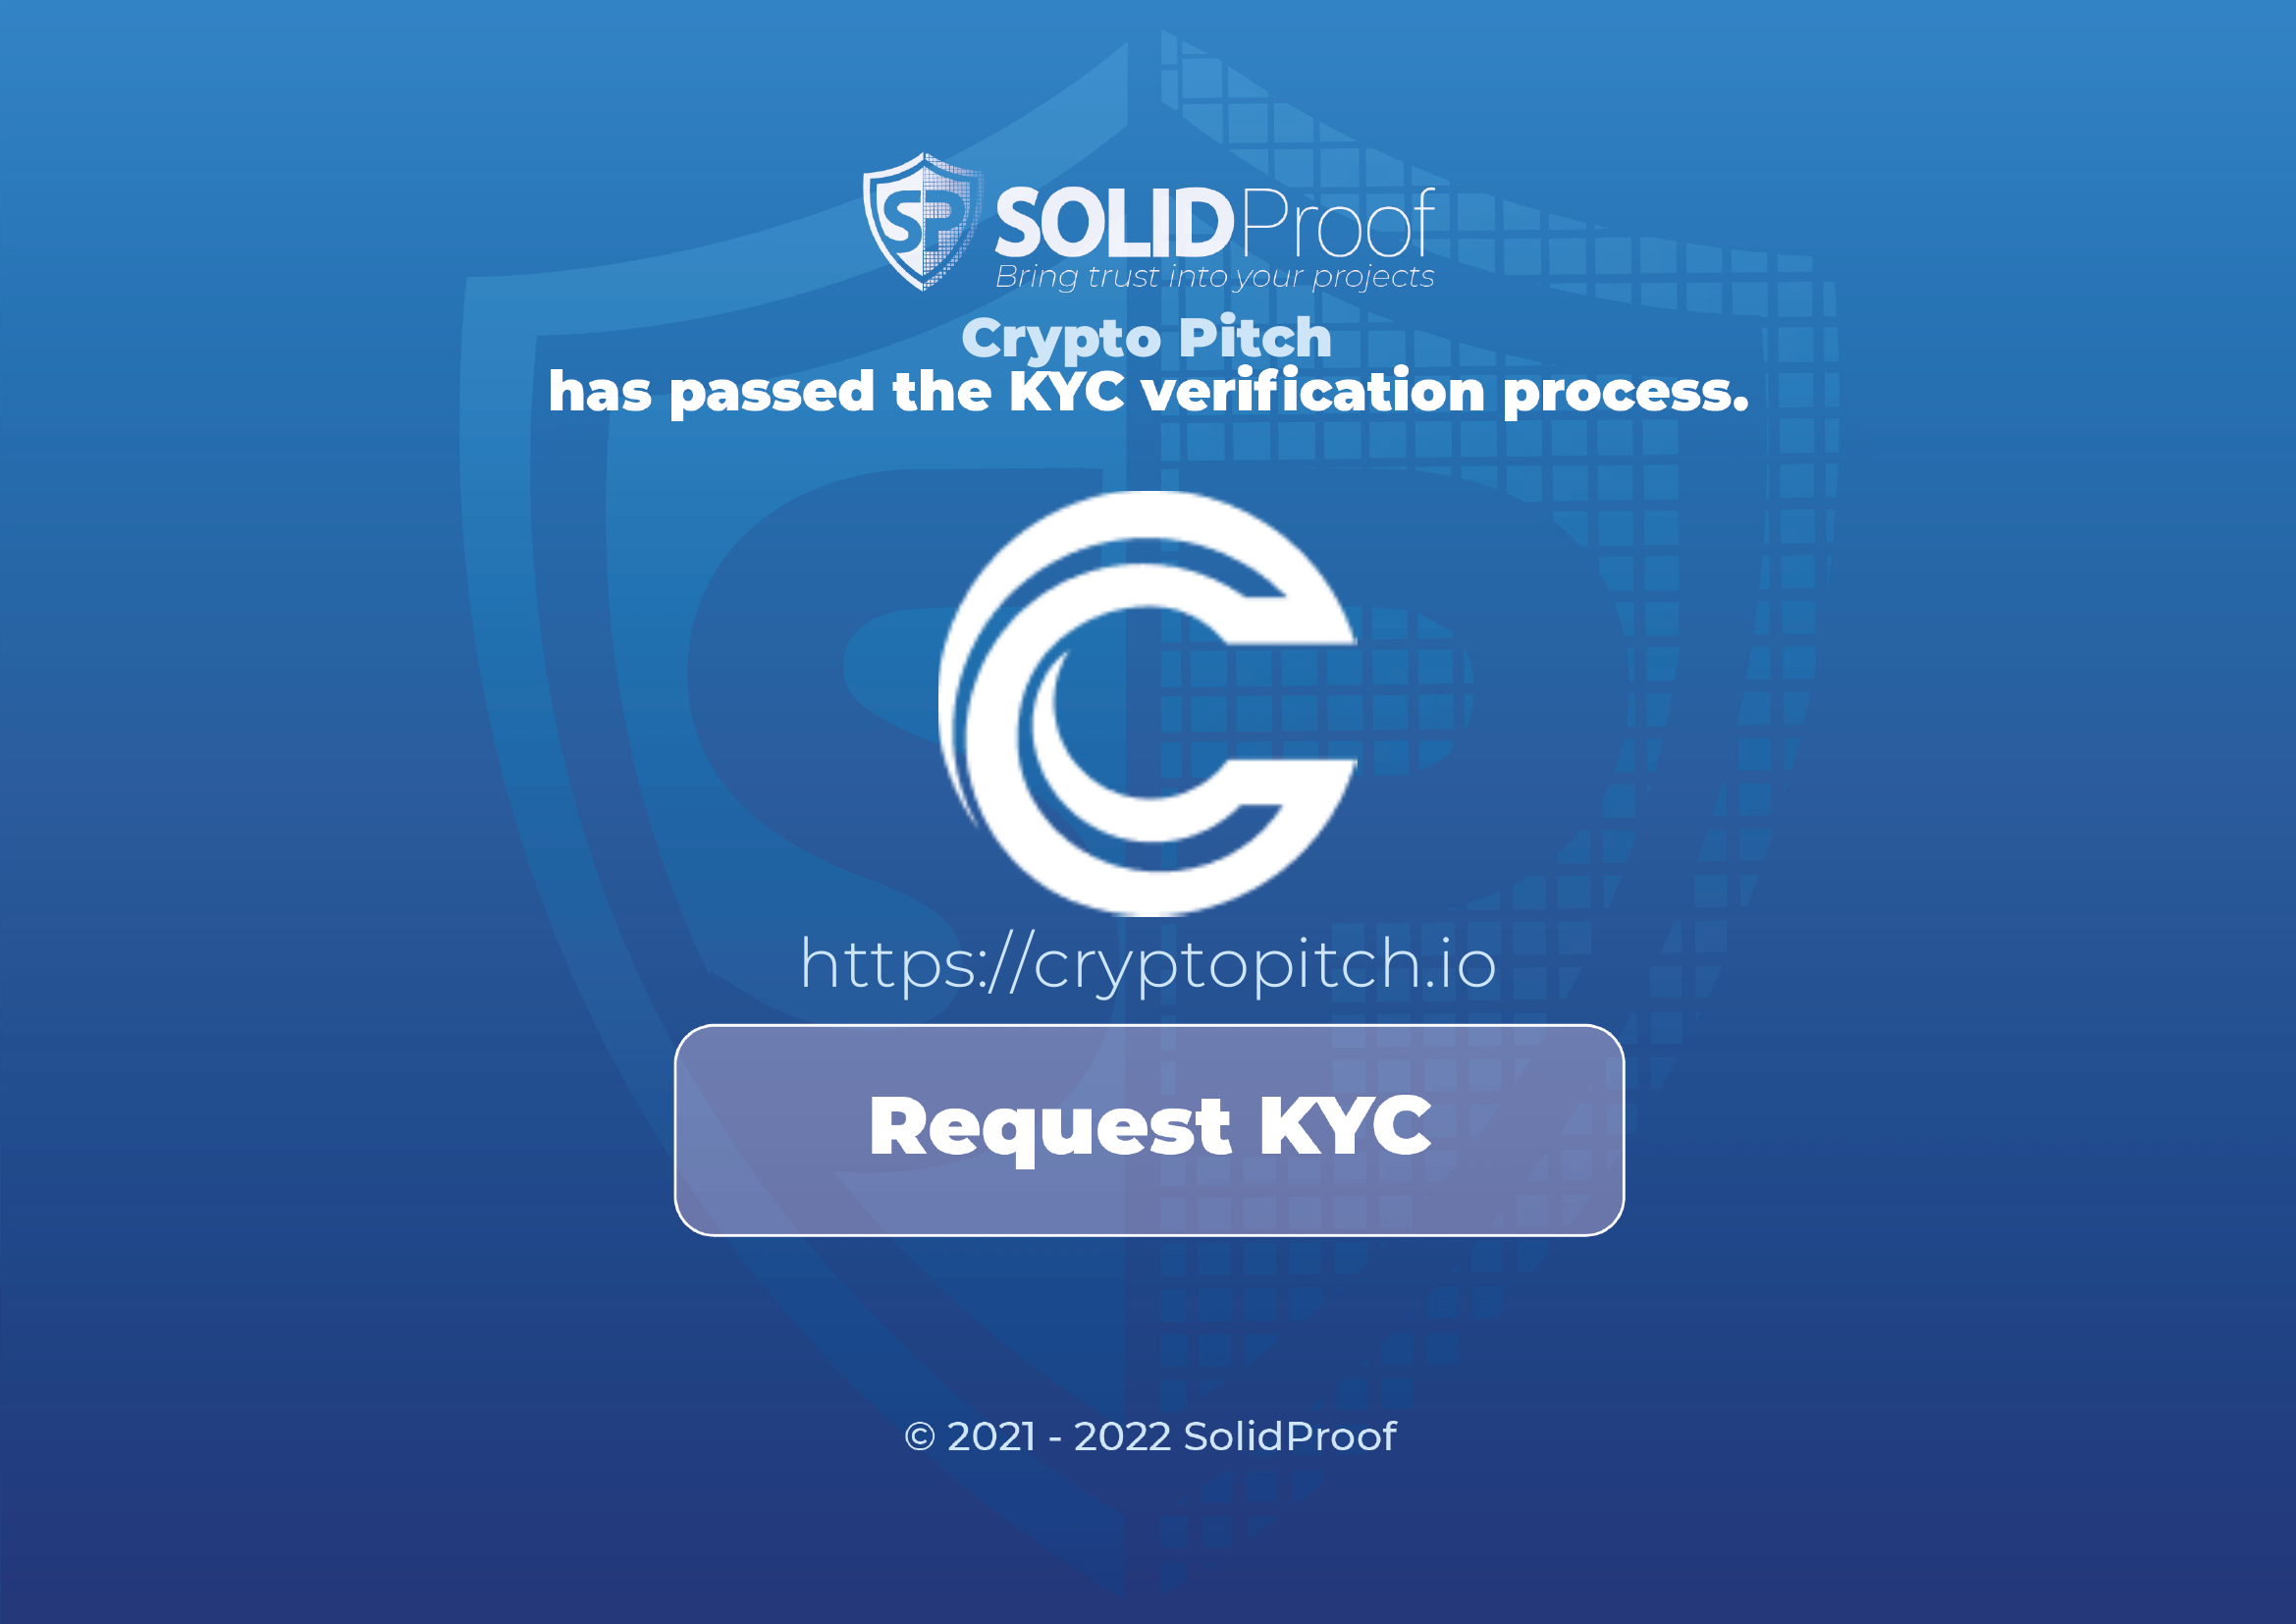 SP SOLIDProof
Bring trust into your projects
Crypto Pitch
has passed the KYC verification process.
https://cryptopitch.io
Request KYC
© 2021 - 2022 SolidProof